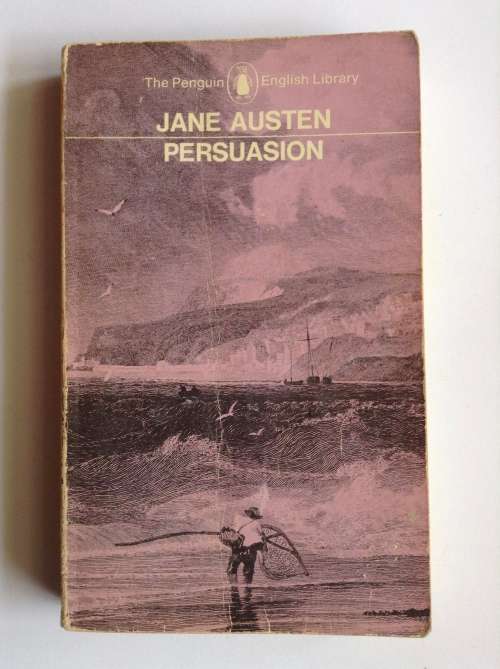 The Penguin English Library
JANE AUSTEN
PERSUASION